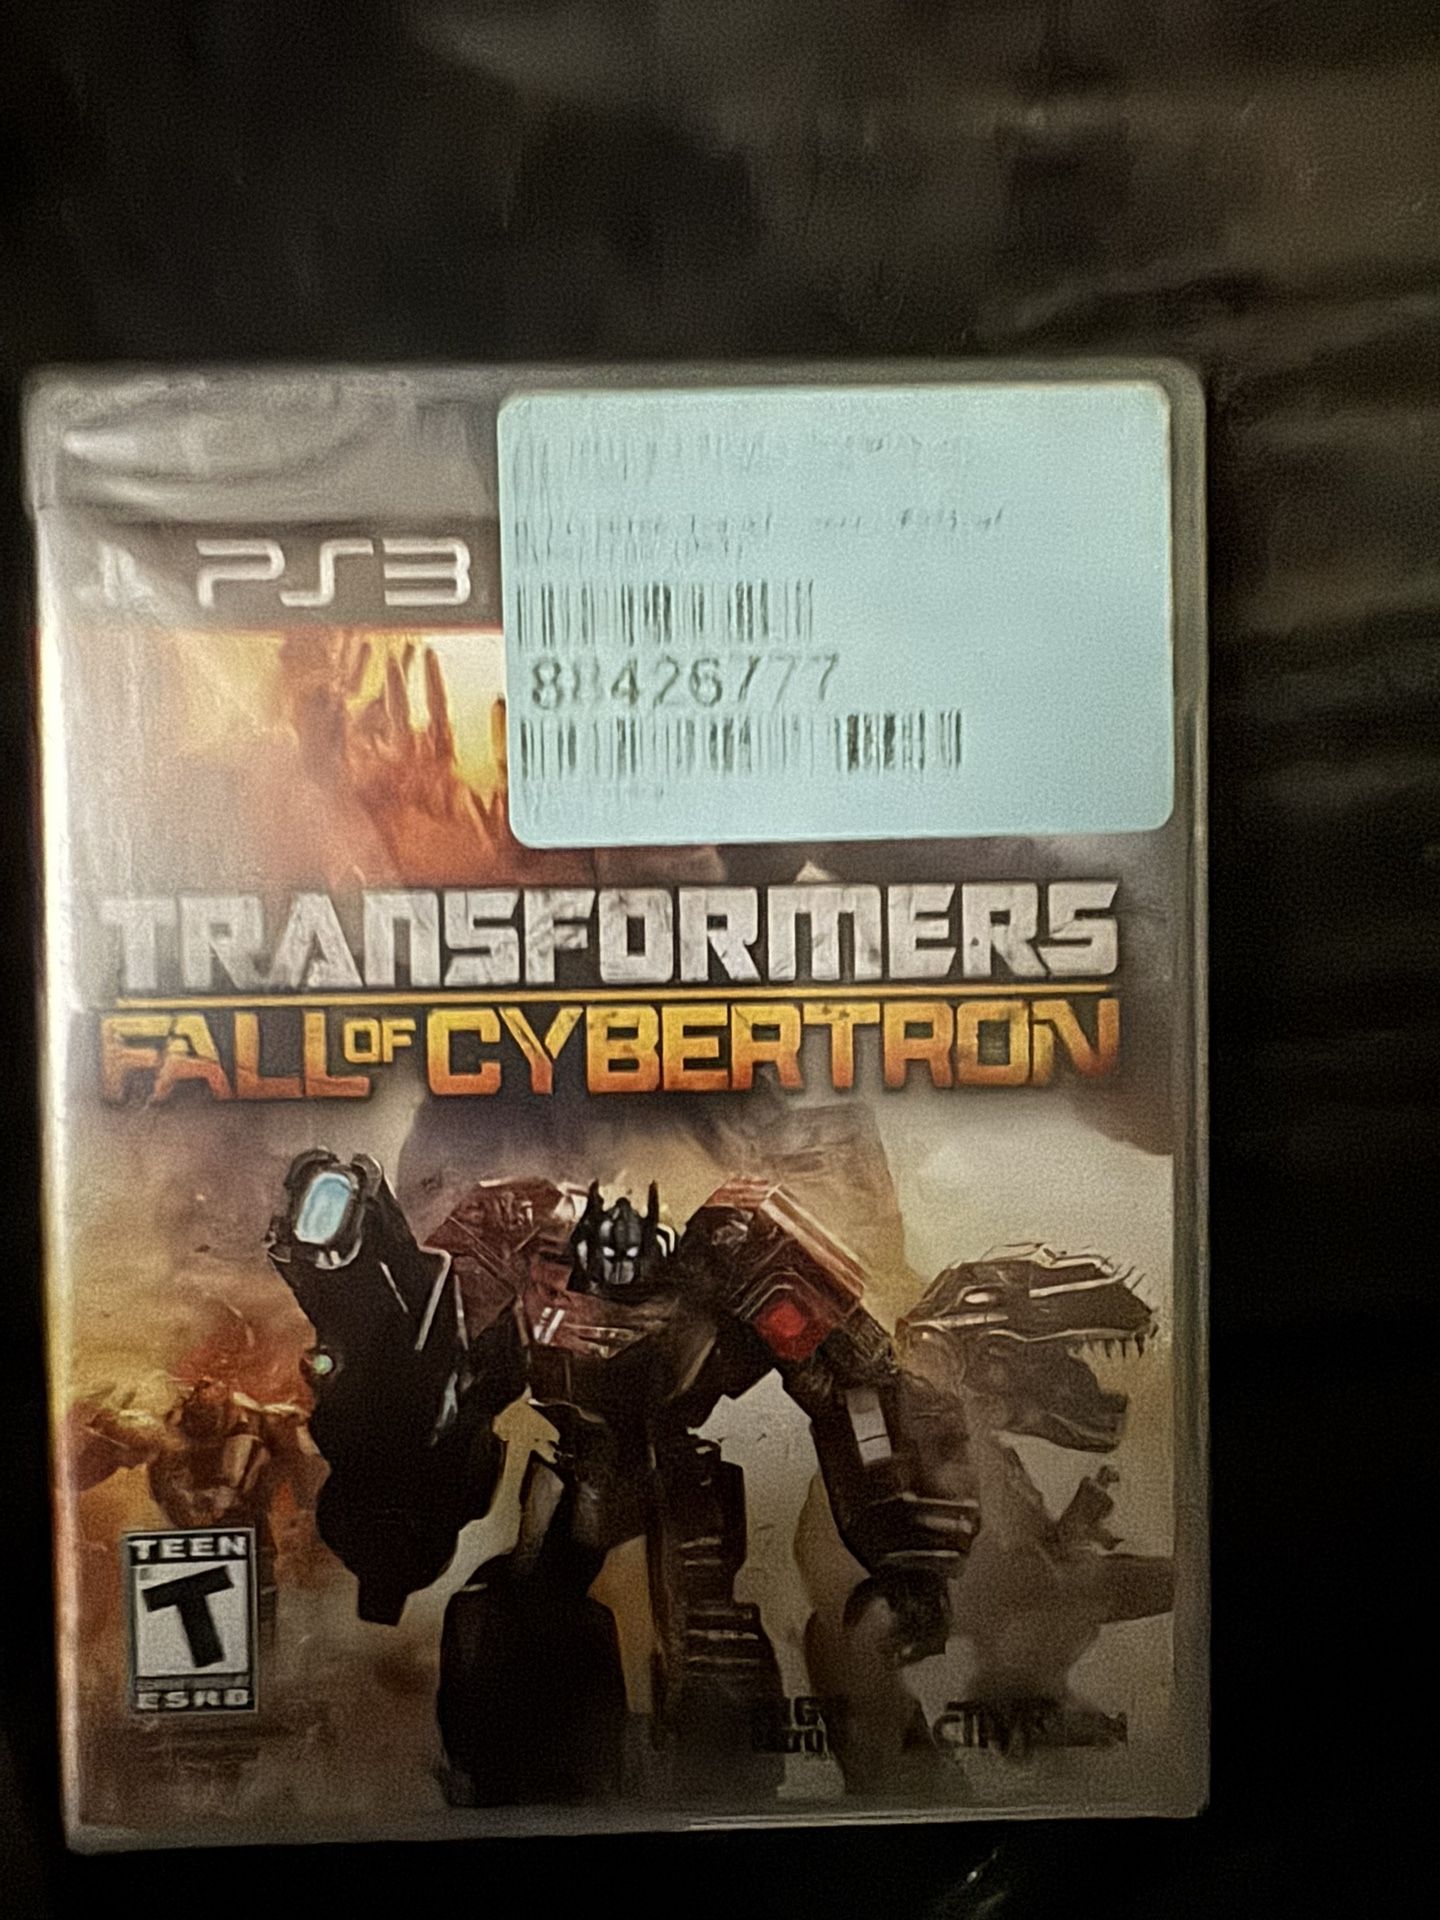 PS3
88426777
TRANSFORMERS
FALL OF CYBERTRON
TEEN
T
ESRB
ACTIVISION